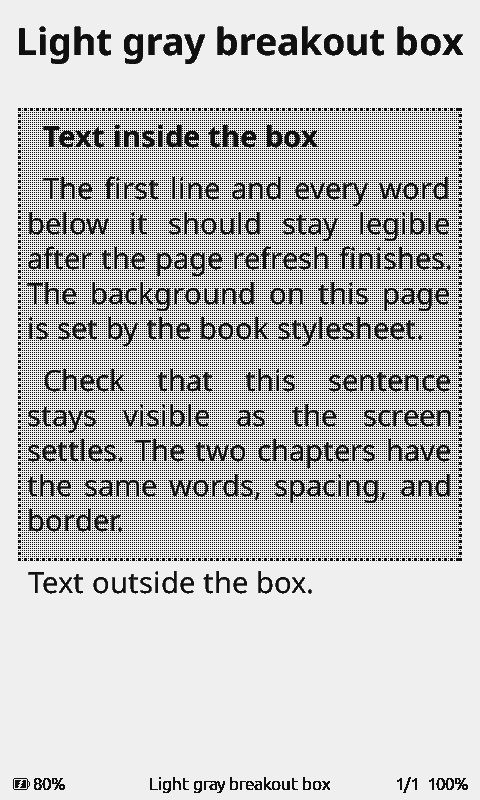 Light gray breakout box
Text inside the box
The first line and every word
below it should stay legible
after the page refresh finishes.
The background on this page
is set by the book stylesheet.
Check that this sentence
stays visible as the screen
settles. The two chapters have
the same words, spacing, and
border.
Text outside the box.
80% Light gray breakout box 1/1 100%